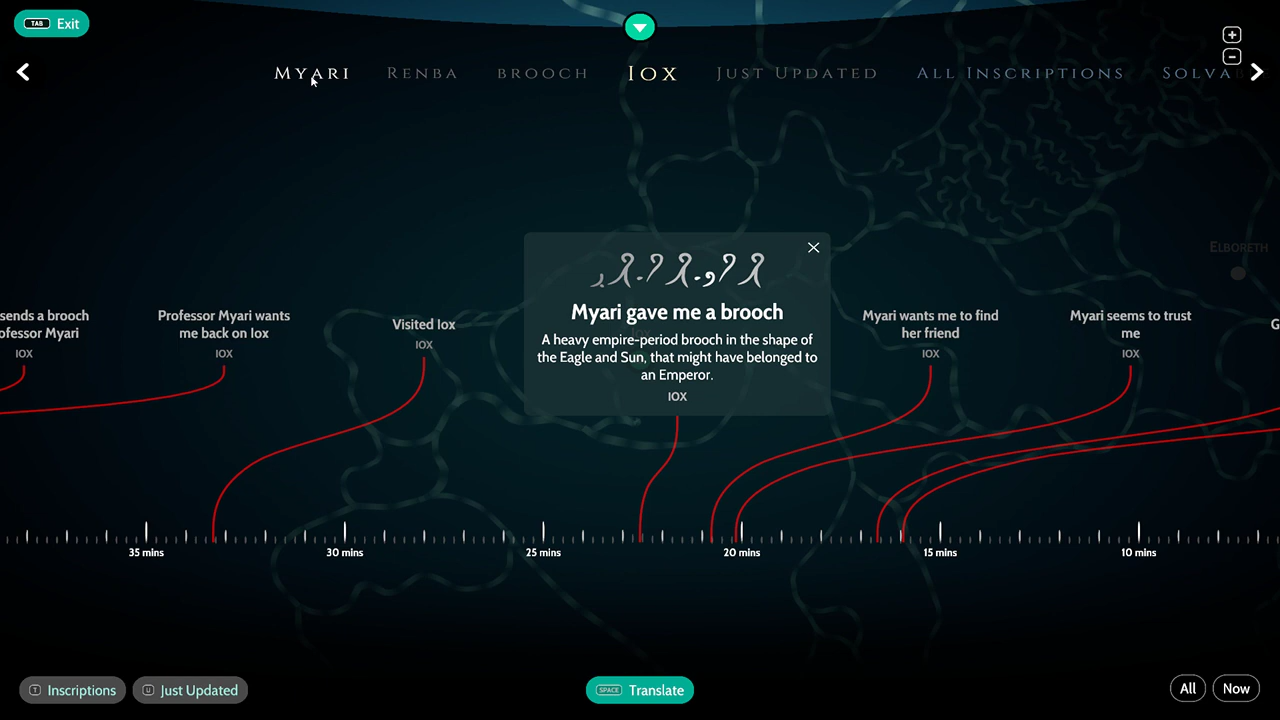 TAB Exit
MYARI
RENBA
BROOCH
IOX
JUST UPDATED
ALL INSCRIPTIONS
Myari gave me a brooch
A heavy empire-period brooch in the shape of
the Eagle and Sun, that might have belonged to
an Emperor.
IOX
sends a brooch
Professor Myari wants
me back on Iox
IOX
IOX
Visited Iox
IOX
Myari wants me to find
her friend
IOX
Myari seems to trust
me
IOX
ELBORETH
35 mins
30 mins
25 mins
20 mins
15 mins
10 mins
T Inscriptions
U Just Updated
SPACE Translate
All
Now